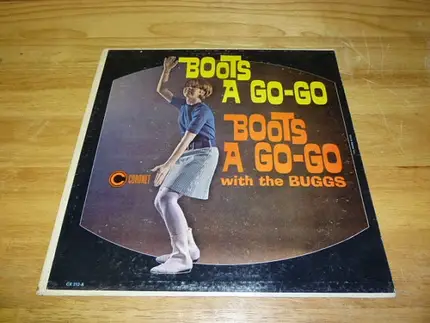 BOOTS
A GO-GO
BOOTS
A GO-GO
with the BUGGS
C CORONET